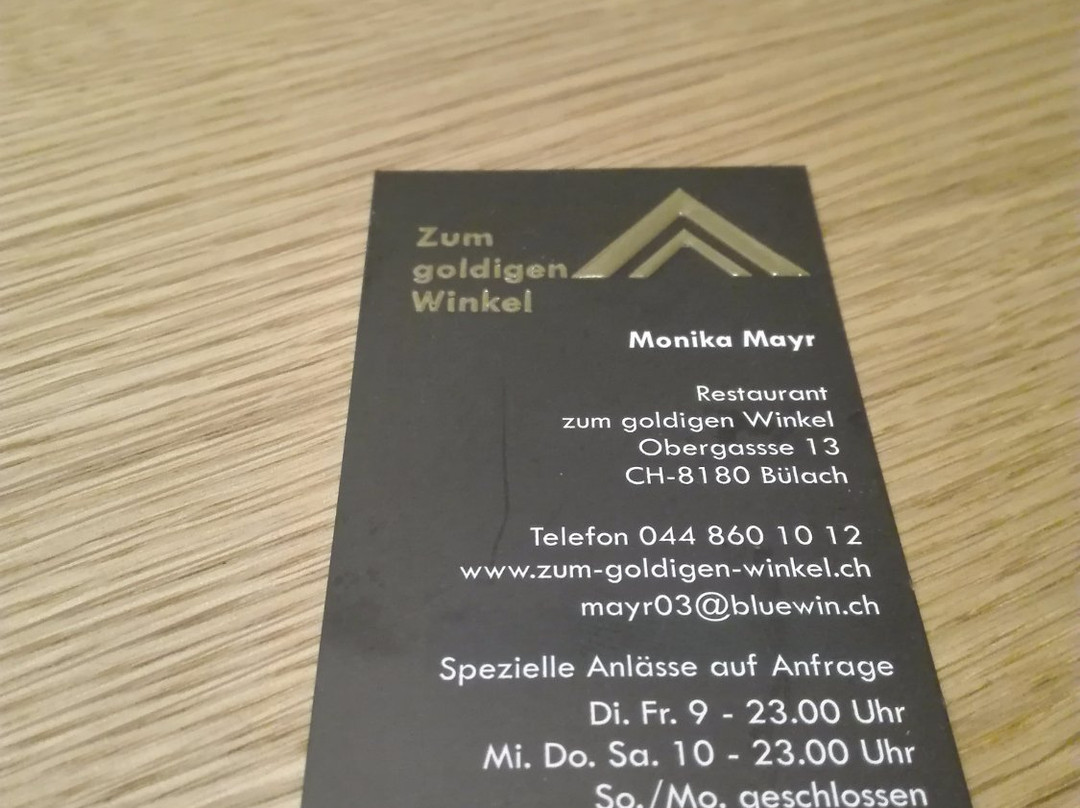 Zum
goldigen
Winkel
Monika Mayr
Restaurant
zum goldigen Winkel
Obergassse 13
CH-8180 Bülach
Telefon 044 860 10 12
www.zum-goldigen-winkel.ch
mayr03@bluewin.ch
Spezielle Anlässe auf Anfrage
Di. Fr. 9 - 23.00 Uhr
Mi. Do. Sa. 10 - 23.00 Uhr
So./Mo. geschlossen